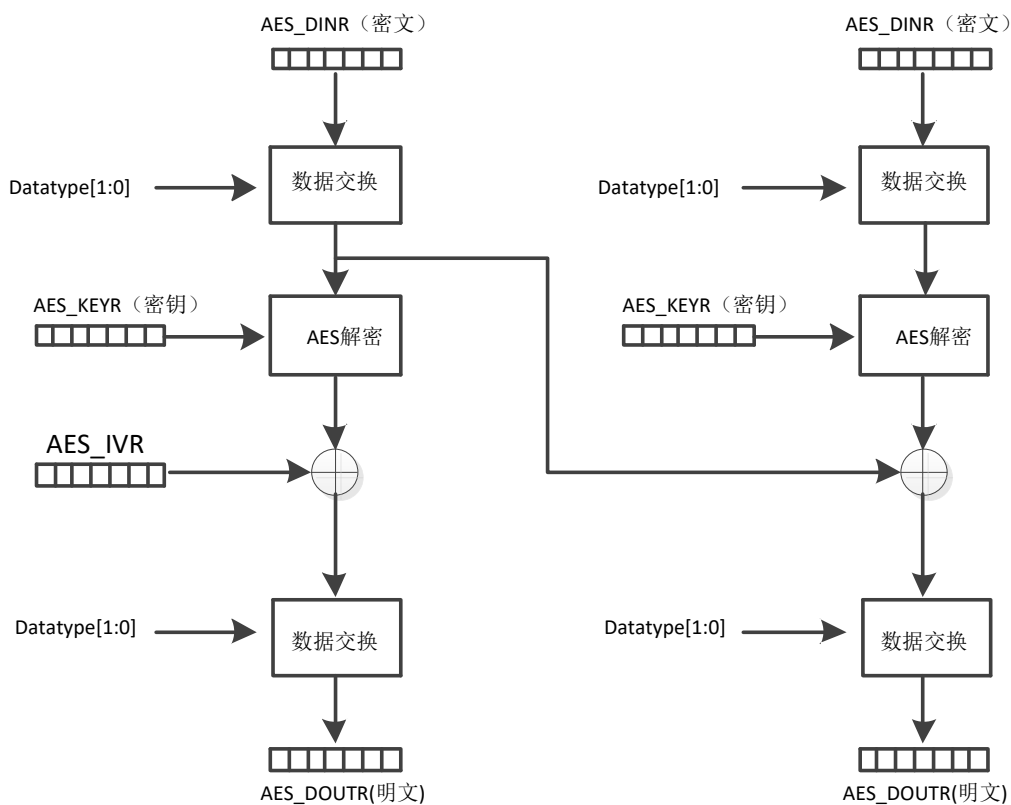 AES_DINR（密文）
AES_DINR（密文）
数据交换
Datatype[1:0]
数据交换
Datatype[1:0]
AES_KEYR（密钥）
AES解密
AES_KEYR（密钥）
AES解密
AES_IVR
Datatype[1:0]
数据交换
Datatype[1:0]
数据交换
AES_DOUTR(明文)
AES_DOUTR(明文)